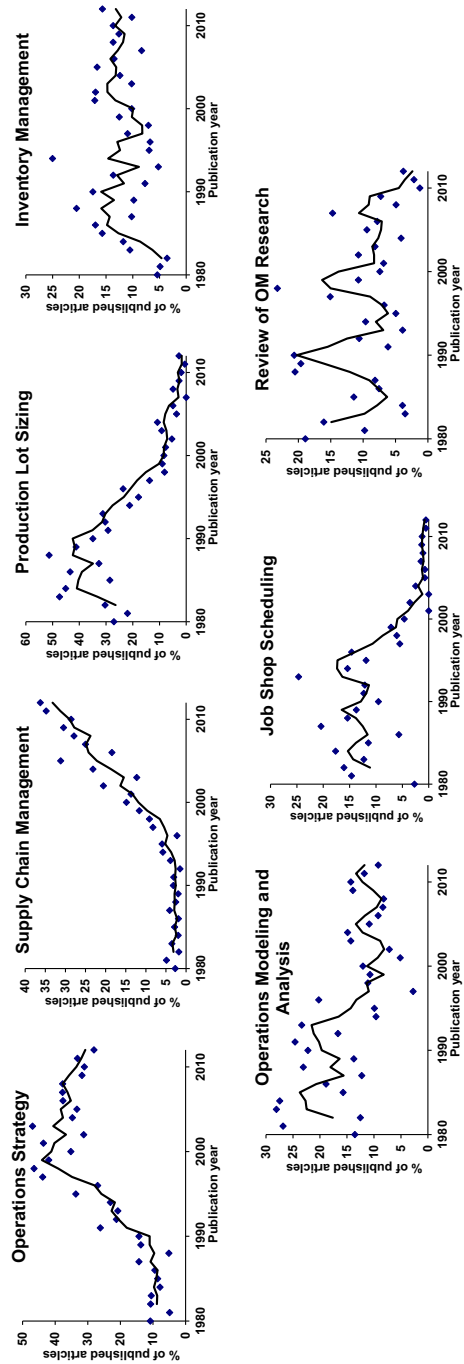 Operations Strategy
% of published articles
50
40
30
20
10
0
1980 1990 2000 2010
Publication year
Supply Chain Management
% of published articles
40
35
30
25
20
15
10
5
0
1980 1990 2000 2010
Publication year
Production Lot Sizing
% of published articles
60
50
40
30
20
10
0
1980 1990 2000 2010
Publication year
Inventory Management
% of published articles
30
25
20
15
10
5
0
1980 1990 2000 2010
Publication year
Operations Modeling and
Analysis
% of published articles
30
25
20
15
10
5
0
1980 1990 2000 2010
Publication year
Job Shop Scheduling
% of published articles
30
25
20
15
10
5
0
1980 1990 2000 2010
Publication year
Review of OM Research
% of published articles
25
20
15
10
5
0
1980 1990 2000 2010
Publication year